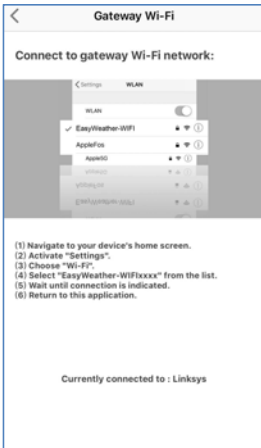 Gateway Wi-Fi
Connect to gateway Wi-Fi network:
Settings WLAN
WLAN
EasyWeather-WIFI
AppleFos
Apple5G
(1) Navigate to your device's home screen.
(2) Activate "Settings".
(3) Choose "Wi-Fi".
(4) Select "EasyWeather-WIFIxxxx" from the list.
(5) Wait until connection is indicated.
(6) Return to this application.
Currently connected to : Linksys